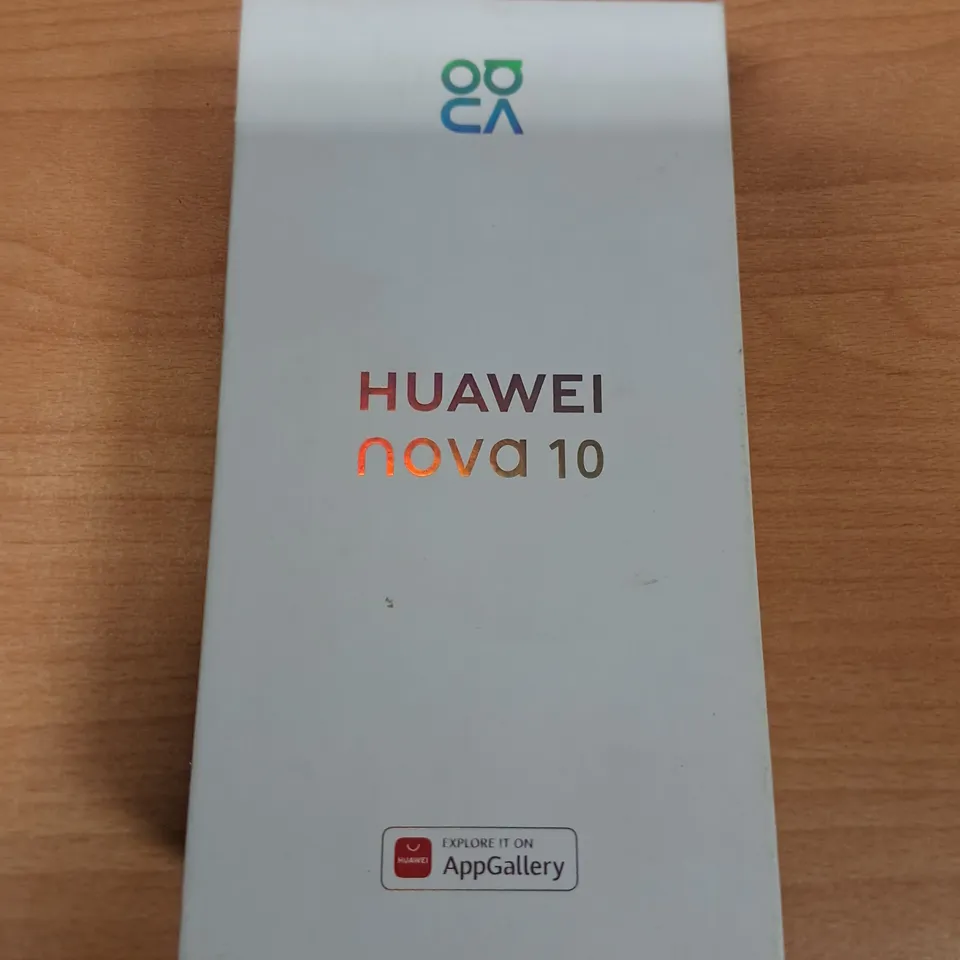 HUAWEI
nova 10
HUAWEI
EXPLORE IT ON
AppGallery